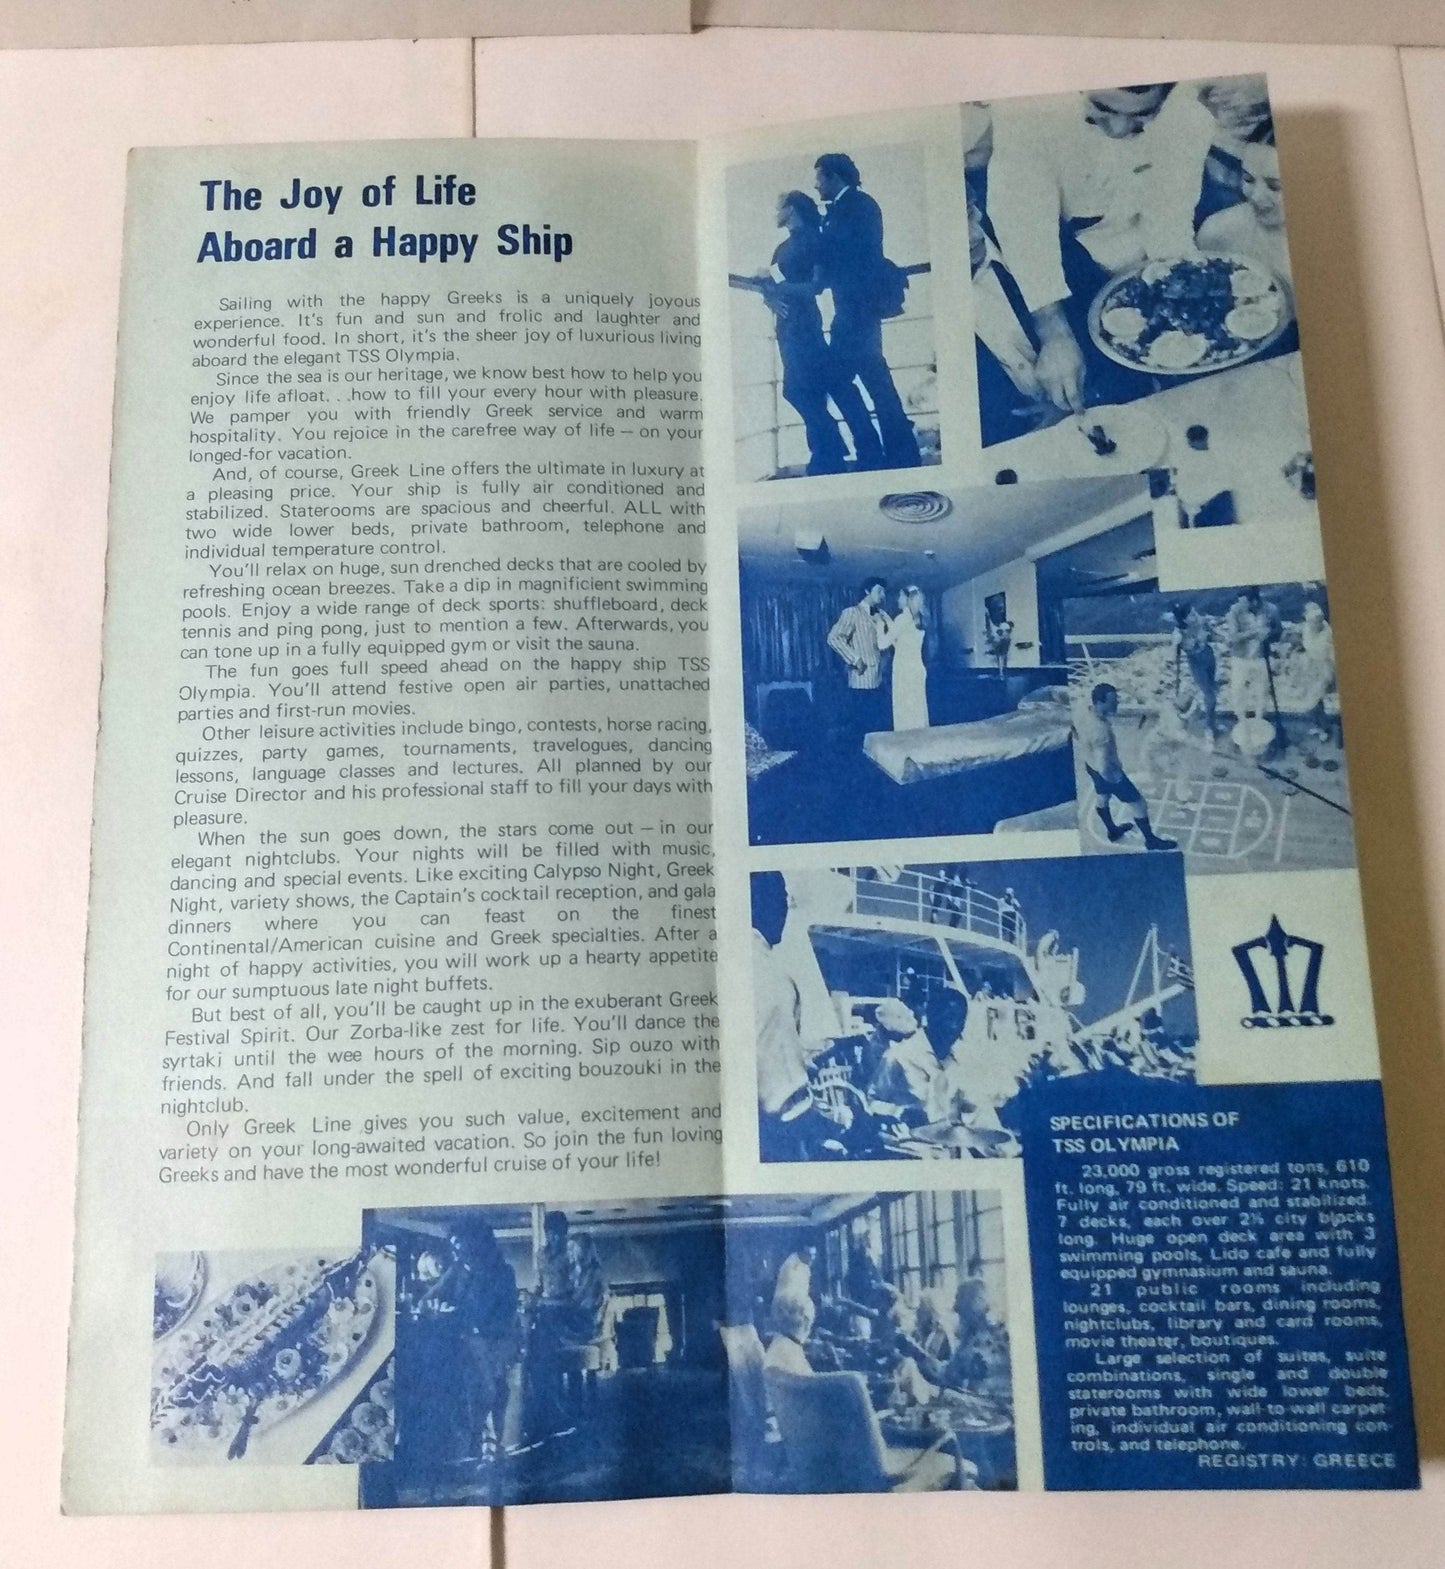 The Joy of Life
Aboard a Happy Ship
Sailing with the happy Greeks is a uniquely joyous
experience. It's fun and sun and frolic and laughter and
wonderful food. In short, it's the sheer joy of luxurious living
aboard the elegant TSS Olympia.
Since the sea is our heritage, we know best how to help you
enjoy life afloat. . .how to fill your every hour with pleasure.
We pamper you with friendly Greek service and warm
hospitality. You rejoice in the carefree way of life — on your
longed-for vacation.
And, of course, Greek Line offers the ultimate in luxury at
a pleasing price. Your ship is fully air conditioned and
stabilized. Staterooms are spacious and cheerful. ALL with
two wide lower beds, private bathroom, telephone and
individual temperature control.
You'll relax on huge, sun drenched decks that are cooled by
refreshing ocean breezes. Take a dip in magnificient swimming
pools. Enjoy a wide range of deck sports: shuffleboard, deck
tennis and ping pong, just to mention a few. Afterwards, you
can tone up in a fully equipped gym or visit the sauna.
The fun goes full speed ahead on the happy ship TSS
Olympia. You'll attend festive open air parties, unattached
parties and first-run movies.
Other leisure activities include bingo, contests, horse racing,
quizzes, party games, tournaments, travelogues, dancing
lessons, language classes and lectures. All planned by our
Cruise Director and his professional staff to fill your days with
pleasure.
When the sun goes down, the stars come out — in our
elegant nightclubs. Your nights will be filled with music,
dancing and special events. Like exciting Calypso Night, Greek
Night, variety shows, the Captain's cocktail reception, and gala
dinners where you can feast on the finest
Continental/American cuisine and Greek specialties. After a
night of happy activities, you will work up a hearty appetite
for our sumptuous late night buffets.
But best of all, you'll be caught up in the exuberant Greek
Festival Spirit. Our Zorba-like zest for life. You'll dance the
syrtaki until the wee hours of the morning. Sip ouzo with
friends. And fall under the spell of exciting bouzouki in the
nightclub.
Only Greek Line gives you such value, excitement and
variety on your long-awaited vacation. So join the fun loving
Greeks and have the most wonderful cruise of your life!
SPECIFICATIONS OF
TSS OLYMPIA
23,000 gross registered tons, 610
ft. long, 79 ft. wide. Speed: 21 knots.
Fully air conditioned and stabilized.
7 decks, each over 2½ city blocks
long. Huge open deck area with 3
swimming pools, Lido cafe and fully
equipped gymnasium and sauna.
21 public rooms including
lounges, cocktail bars, dining rooms,
nightclubs, library and card rooms,
movie theater, boutiques.
Large selection of suites, suite
combinations, single and double
staterooms with wide lower beds,
private bathroom, wall-to-wall carpet-
ing, individual air conditioning con-
trols, and telephone.
REGISTRY: GREECE